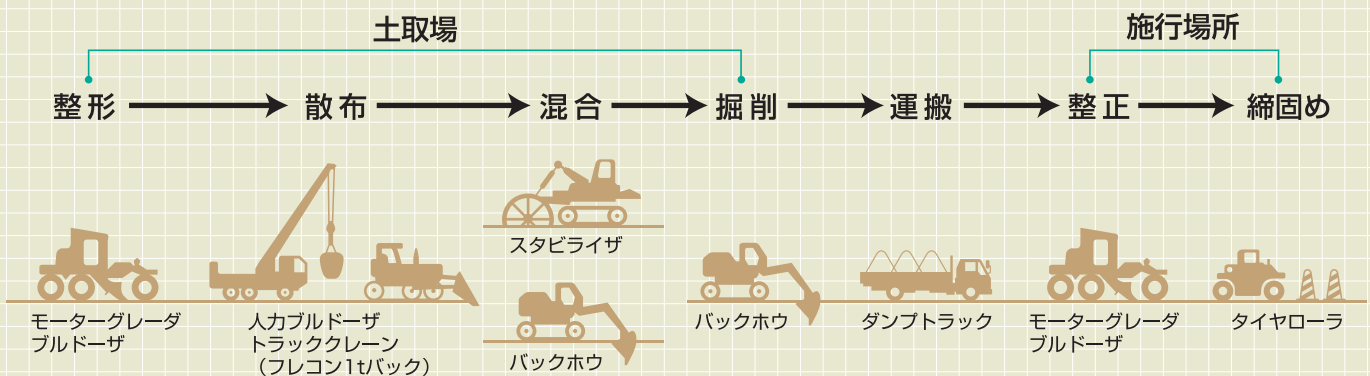 土取場
施行場所
整形
散布
混合
掘削
運搬
整正
締固め
スタビライザ
モーターグレーダ
ブルドーザ
人力ブルドーザ
トラッククレーン
（フレコン1tバック）
バックホウ
バックホウ
ダンプトラック
モーターグレーダ
ブルドーザ
タイヤローラ